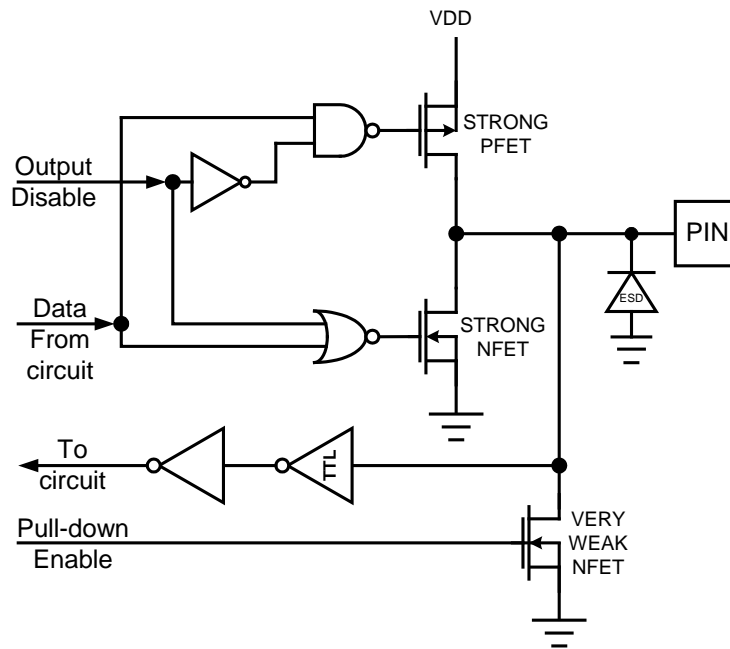 VDD
STRONG
PFET
Output
Disable
PIN
ESD
Data
From
circuit
STRONG
NFET
To
circuit
TTL
Pull-down
Enable
VERY
WEAK
NFET